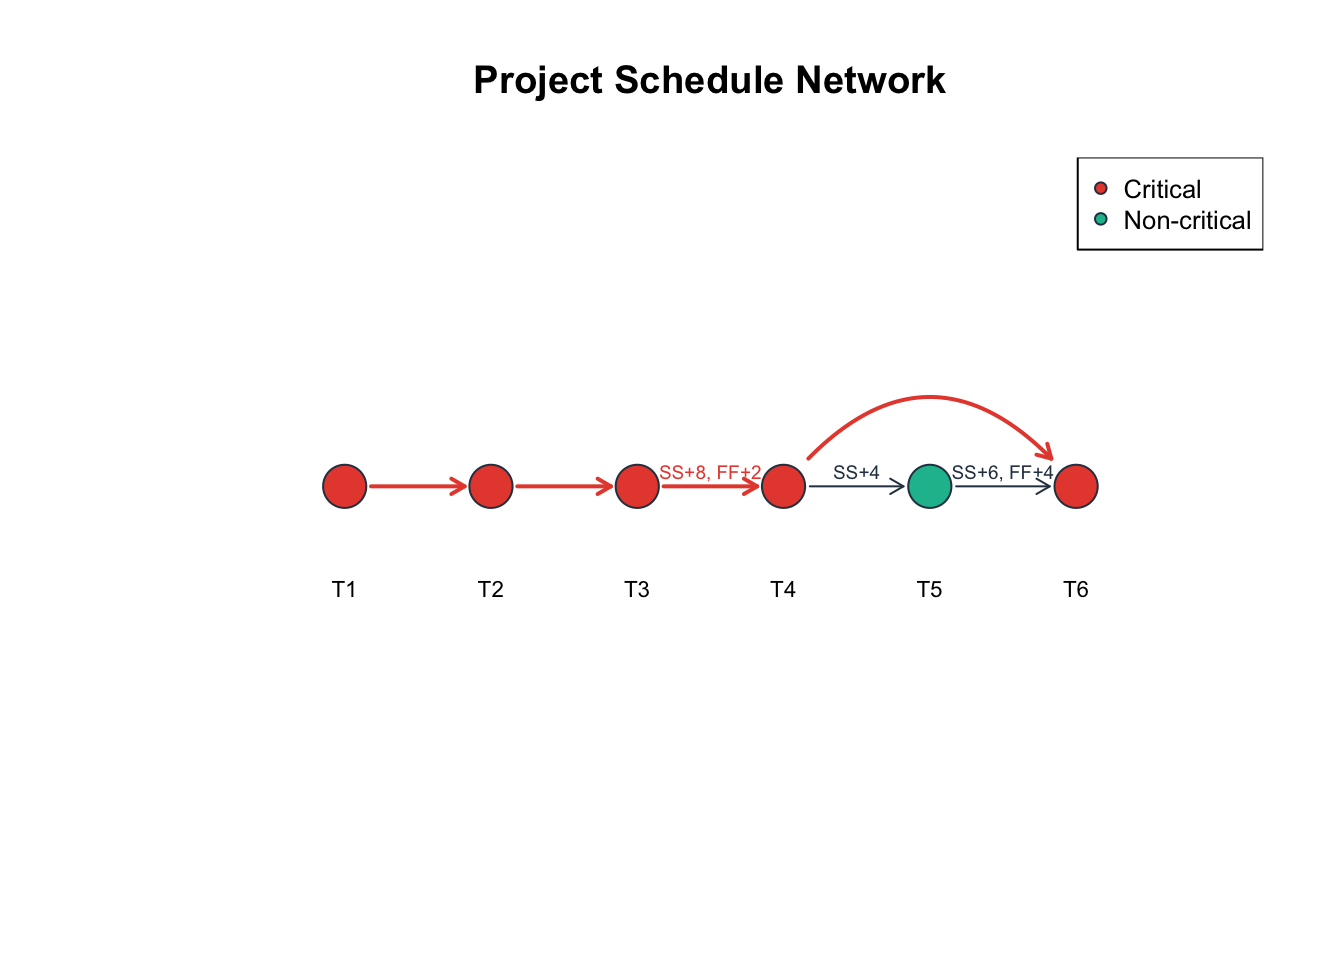 Project Schedule Network
Critical
Non-critical
SS+8, FF+2
SS+4
SS+6, FF+4
T1
T2
T3
T4
T5
T6